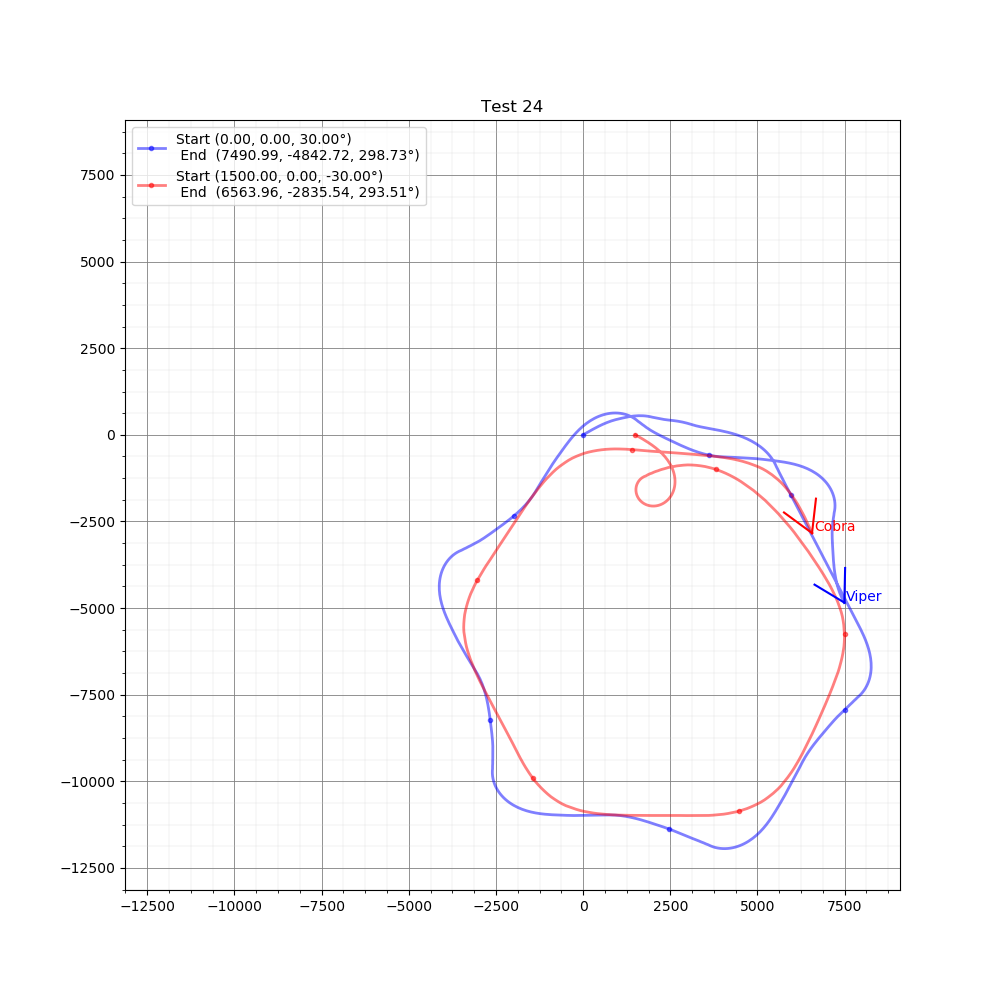 Test 24
Start (0.00, 0.00, 30.00°)
End  (7490.99, -4842.72, 298.73°)
Start (1500.00, 0.00, -30.00°)
End  (6563.96, -2835.54, 293.51°)
7500
5000
2500
0
−2500
−5000
−7500
−10000
−12500
Cobra
Viper
−12500 −10000 −7500 −5000 −2500 0 2500 5000 7500